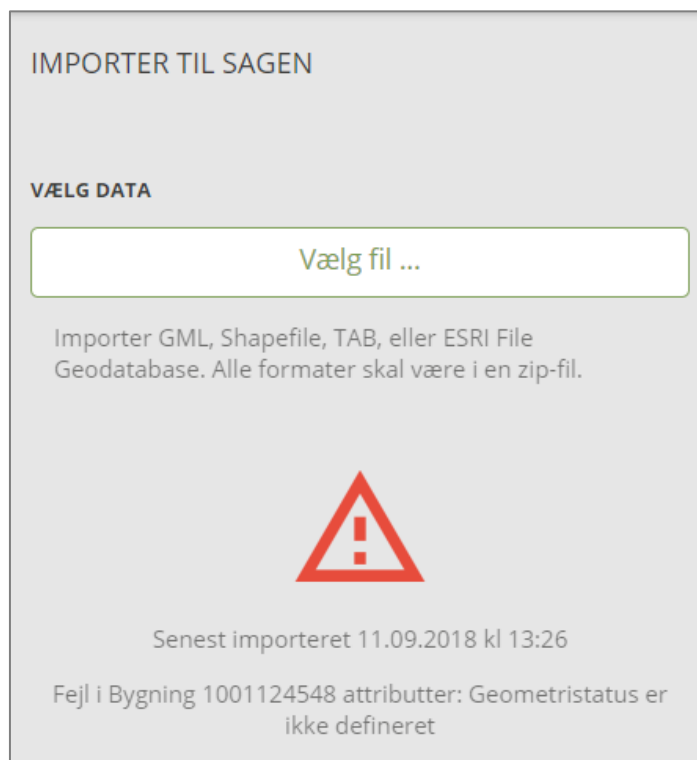 IMPORTER TIL SAGEN
VÆLG DATA
Vælg fil ...
Importer GML, Shapefile, TAB, eller ESRI File
Geodatabase. Alle formater skal være i en zip-fil.
Senest importeret 11.09.2018 kl 13:26
Fejl i Bygning 1001124548 attributter: Geometristatus er
ikke defineret